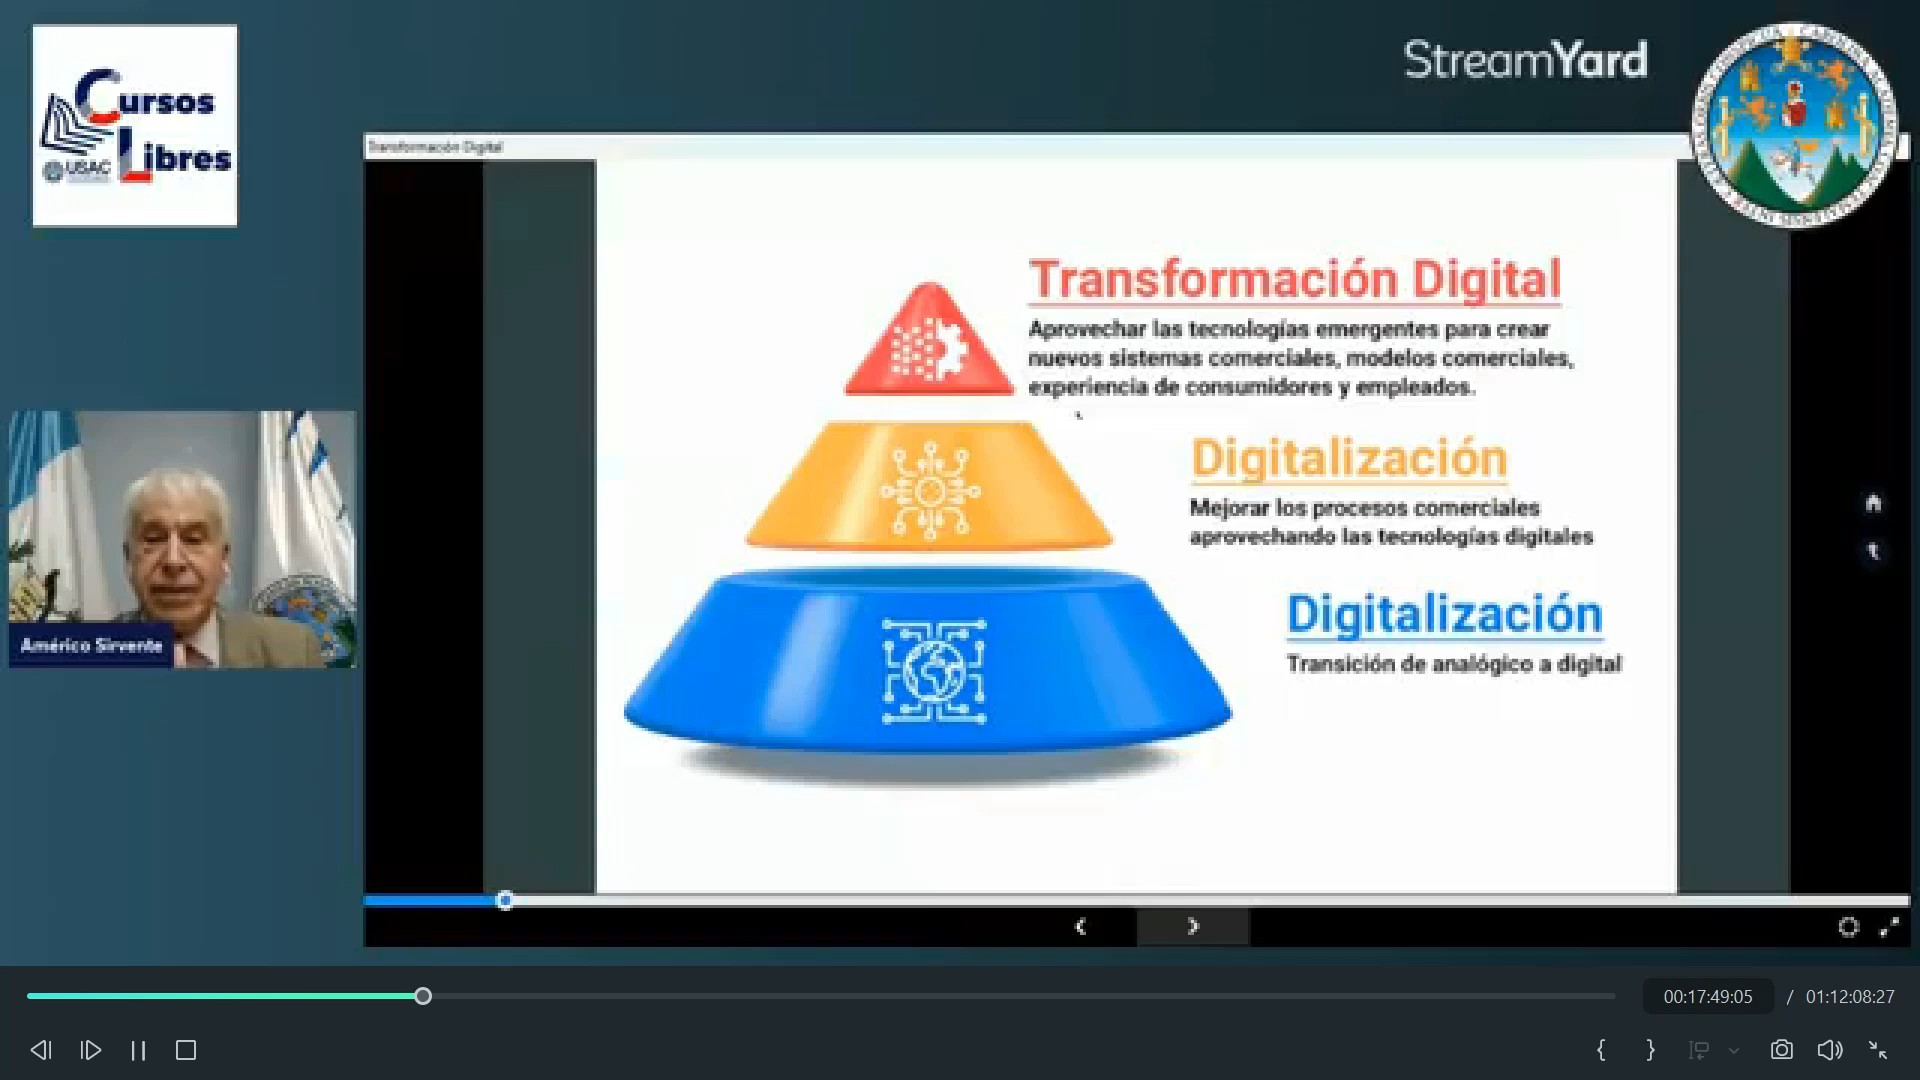 Cursos
Libres
USAC
StreamYard
Transformación Digital
Transformación Digital
Aprovechar las tecnologías emergentes para crear
nuevos sistemas comerciales, modelos comerciales,
experiencia de consumidores y empleados.
Digitalización
Mejorar los procesos comerciales
aprovechando las tecnologías digitales
Digitalización
Transición de analógico a digital
Américo Sirvente
00:17:49:05 / 01:12:08:27